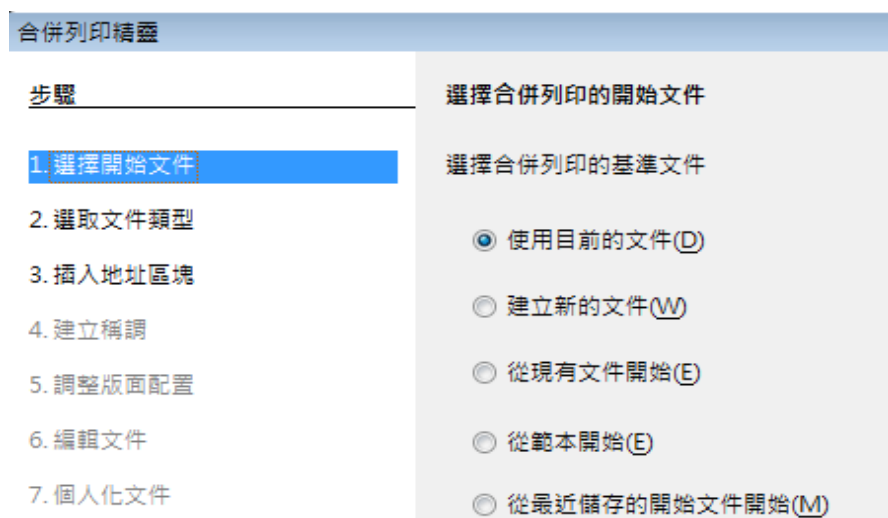 合併列印精靈
步驟
1. 選擇開始文件
2. 選取文件類型
3. 插入地址區塊
4. 建立稱謂
5. 調整版面配置
6. 編輯文件
7. 個人化文件
選擇合併列印的開始文件
選擇合併列印的基準文件
使用目前的文件(D)
建立新的文件(W)
從現有文件開始(E)
從範本開始(E)
從最近儲存的開始文件開始(M)